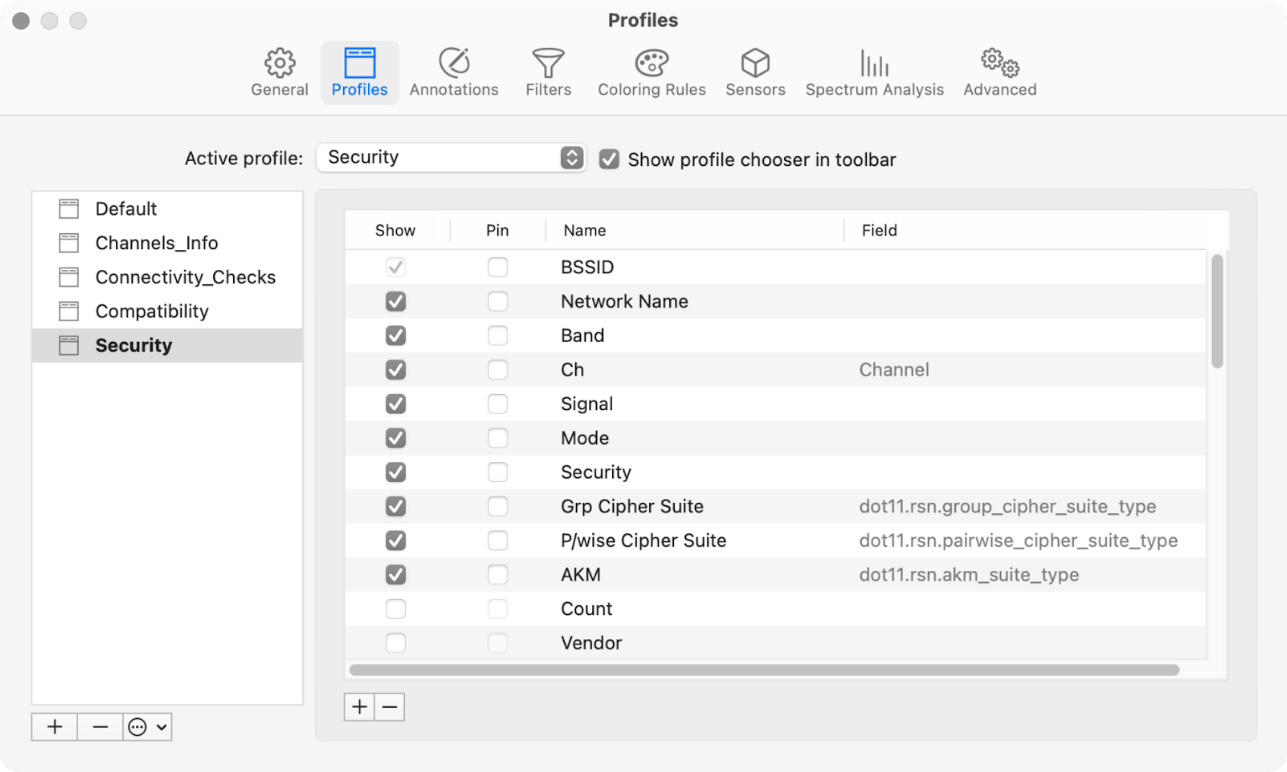 Profiles
General Profiles Annotations Filters Coloring Rules Sensors Spectrum Analysis Advanced
Active profile: Security Show profile chooser in toolbar
Default
Channels_Info
Connectivity_Checks
Compatibility
Security
Show Pin Name Field
BSSID
Network Name
Band
Ch Channel
Signal
Mode
Security
Grp Cipher Suite dot11.rsn.group_cipher_suite_type
P/wise Cipher Suite dot11.rsn.pairwise_cipher_suite_type
AKM dot11.rsn.akm_suite_type
Count
Vendor